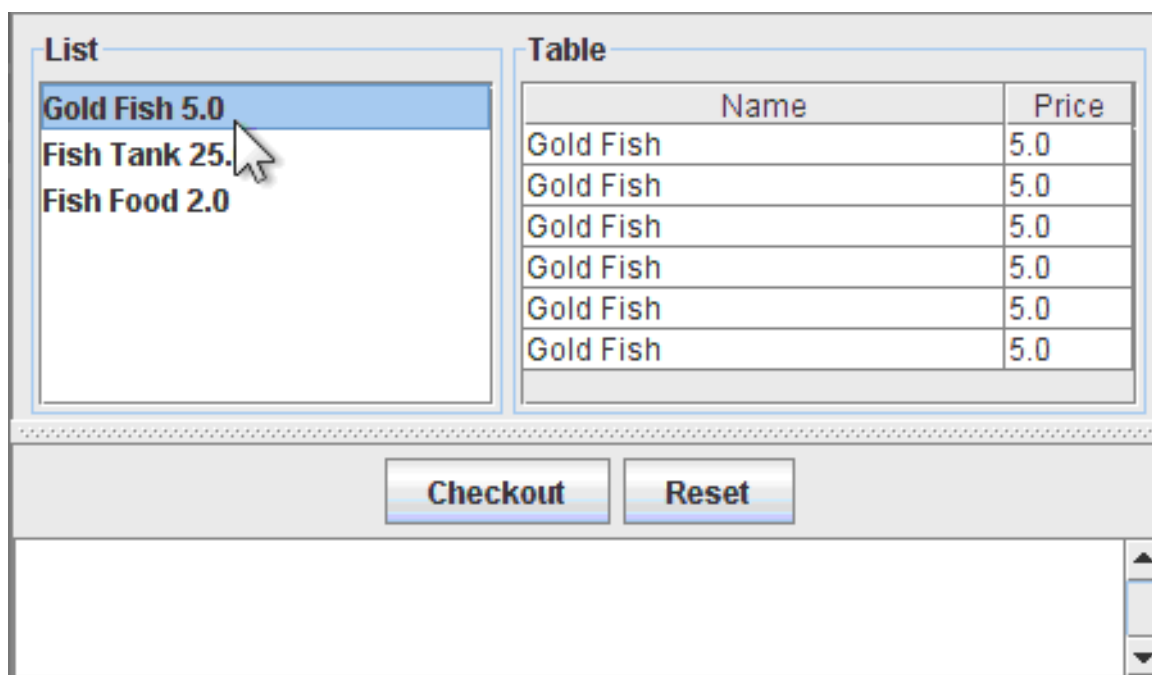 List
Gold Fish 5.0
Fish Tank 25.
Fish Food 2.0
Table
Name Price
Gold Fish 5.0
Gold Fish 5.0
Gold Fish 5.0
Gold Fish 5.0
Gold Fish 5.0
Gold Fish 5.0
Checkout Reset